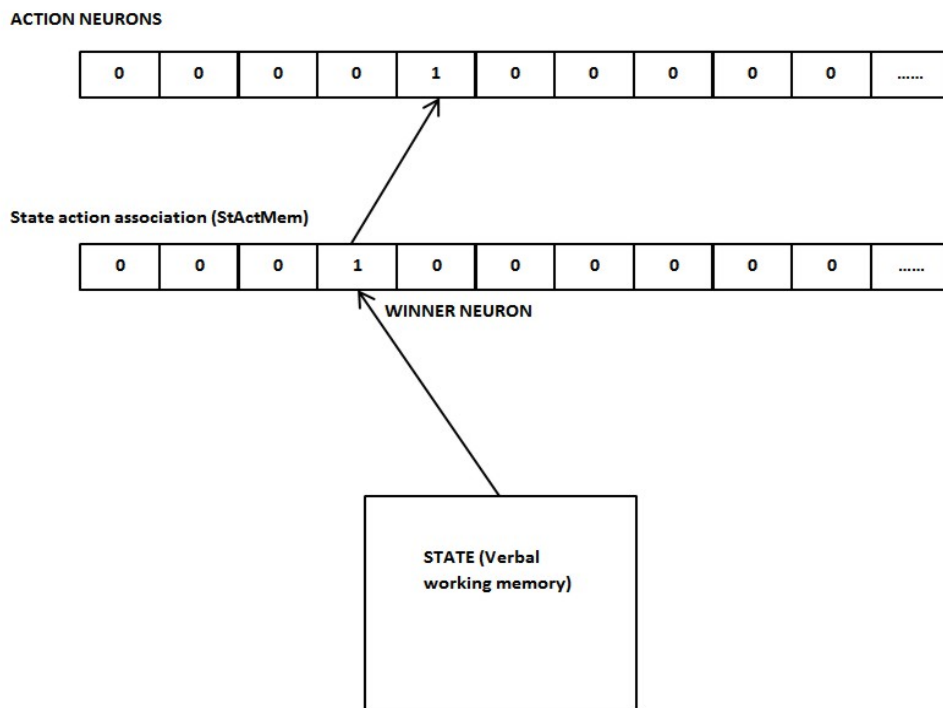 ACTION NEURONS
0 0 0 0 1 0 0 0 0 0 ......
State action association (StActMem)
0 0 0 1 0 0 0 0 0 0 ......
WINNER NEURON
STATE (Verbal
working memory)